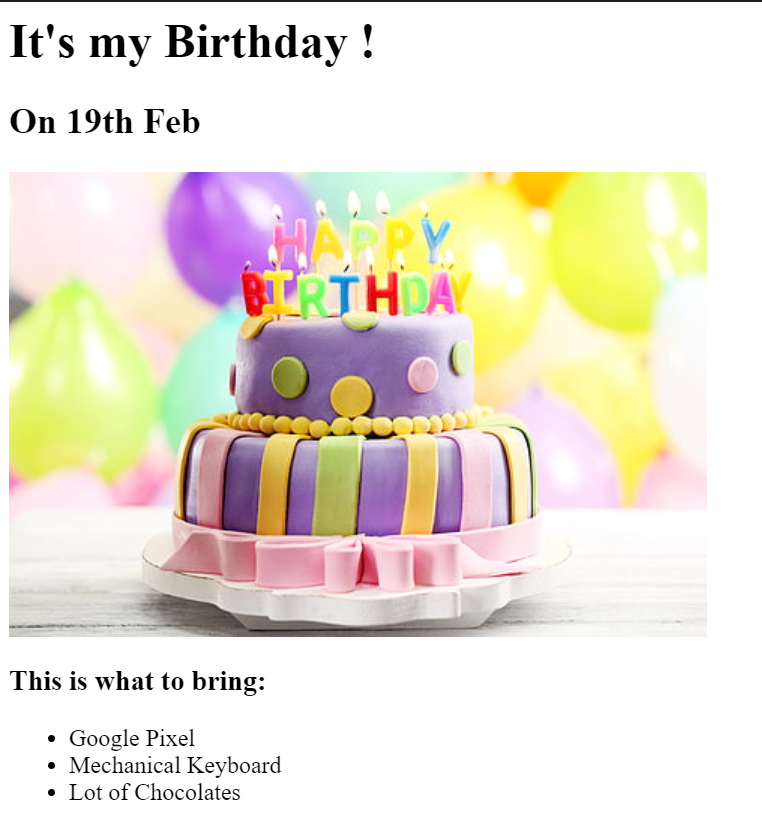 It's my Birthday !
On 19th Feb
HAPPY
BIRTHDAY
This is what to bring:
Google Pixel
Mechanical Keyboard
Lot of Chocolates